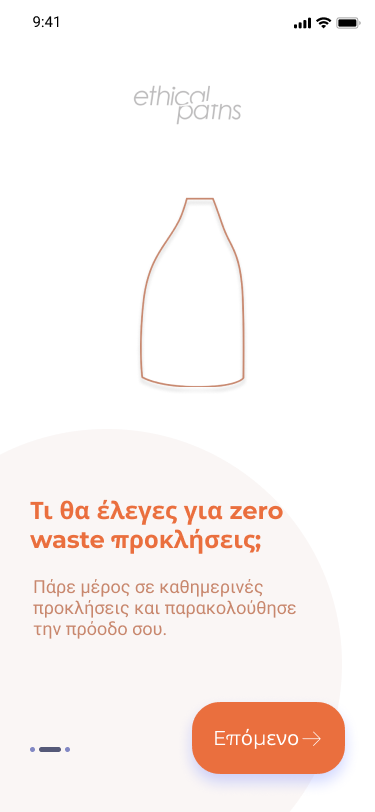 9:41
ethical
paths
Τι θα έλεγες για zero
waste προκλήσεις;
Πάρε μέρος σε καθημερινές
προκλήσεις και παρακολούθησε
την πρόοδο σου.
Επόμενο